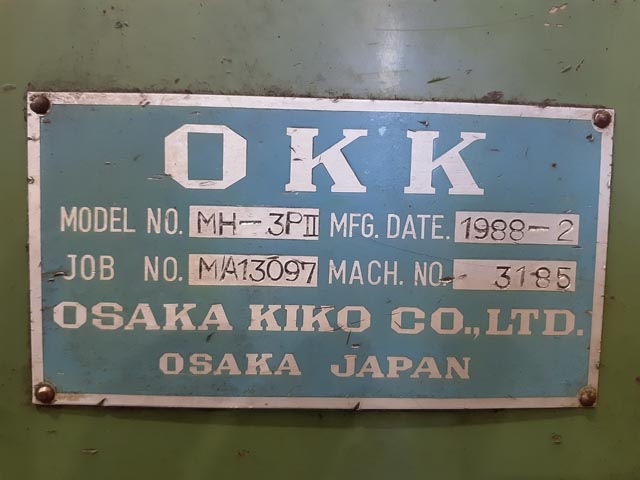 OKK
MODEL NO. MH-3PII MFG. DATE. 1988-2
JOB NO. MA13097 MACH. NO. 3185
OSAKA KIKO CO.,LTD.
OSAKA JAPAN